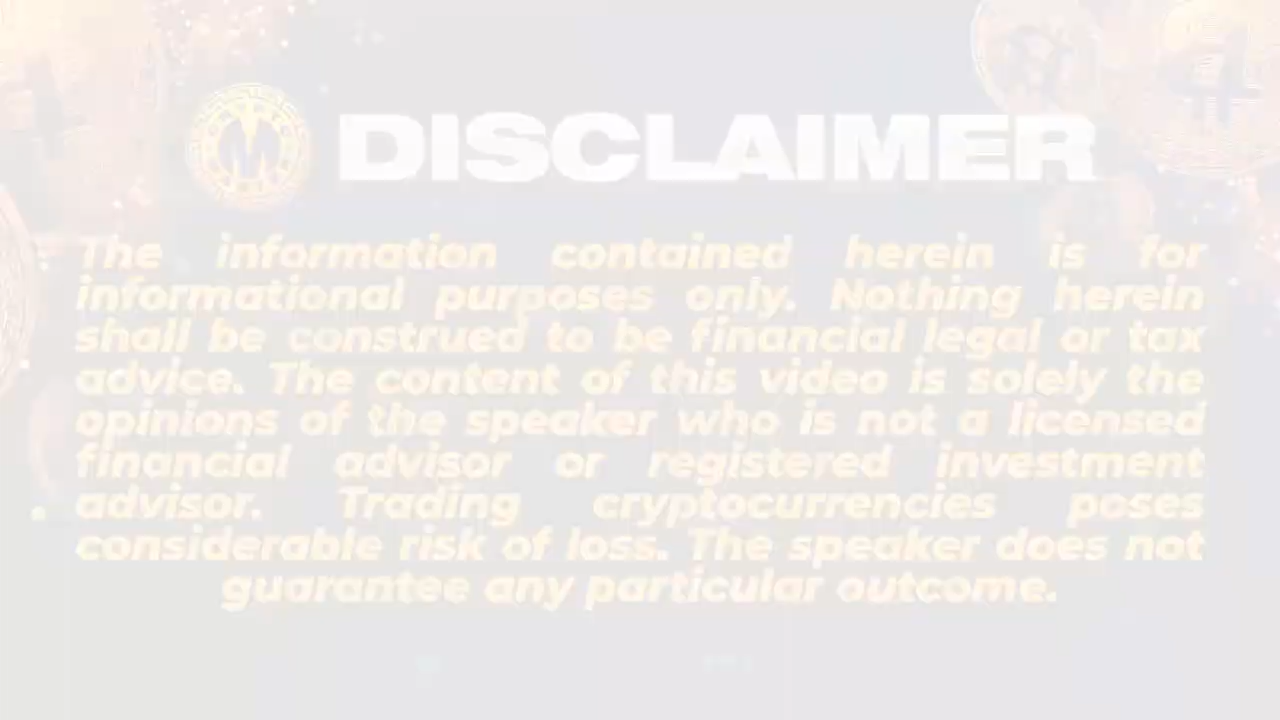 DISCLAIMER
The information contained herein is for
informational purposes only. Nothing herein
shall be construed to be financial legal or tax
advice. The content of this video is solely the
opinions of the speaker who is not a licensed
financial advisor or registered investment
advisor. Trading cryptocurrencies poses
considerable risk of loss. The speaker does not
guarantee any particular outcome.